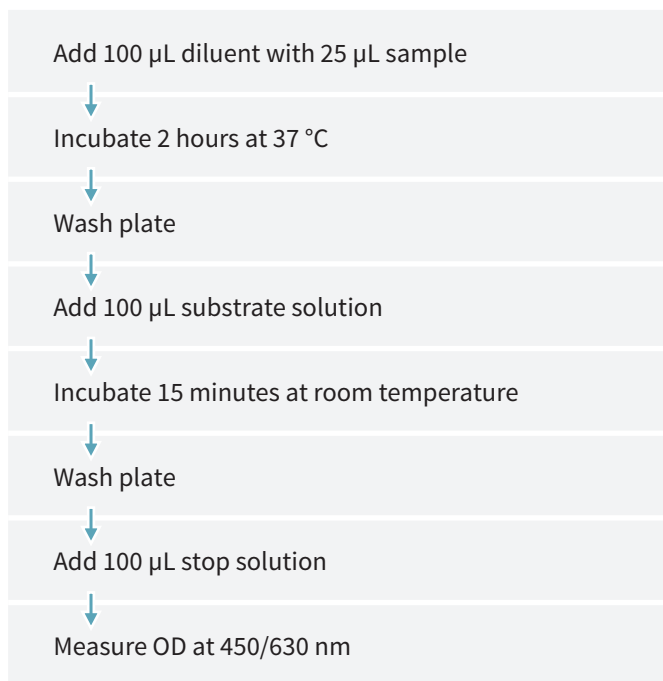 Add 100 µL diluent with 25 µL sample
Incubate 2 hours at 37 °C
Wash plate
Add 100 µL substrate solution
Incubate 15 minutes at room temperature
Wash plate
Add 100 µL stop solution
Measure OD at 450/630 nm